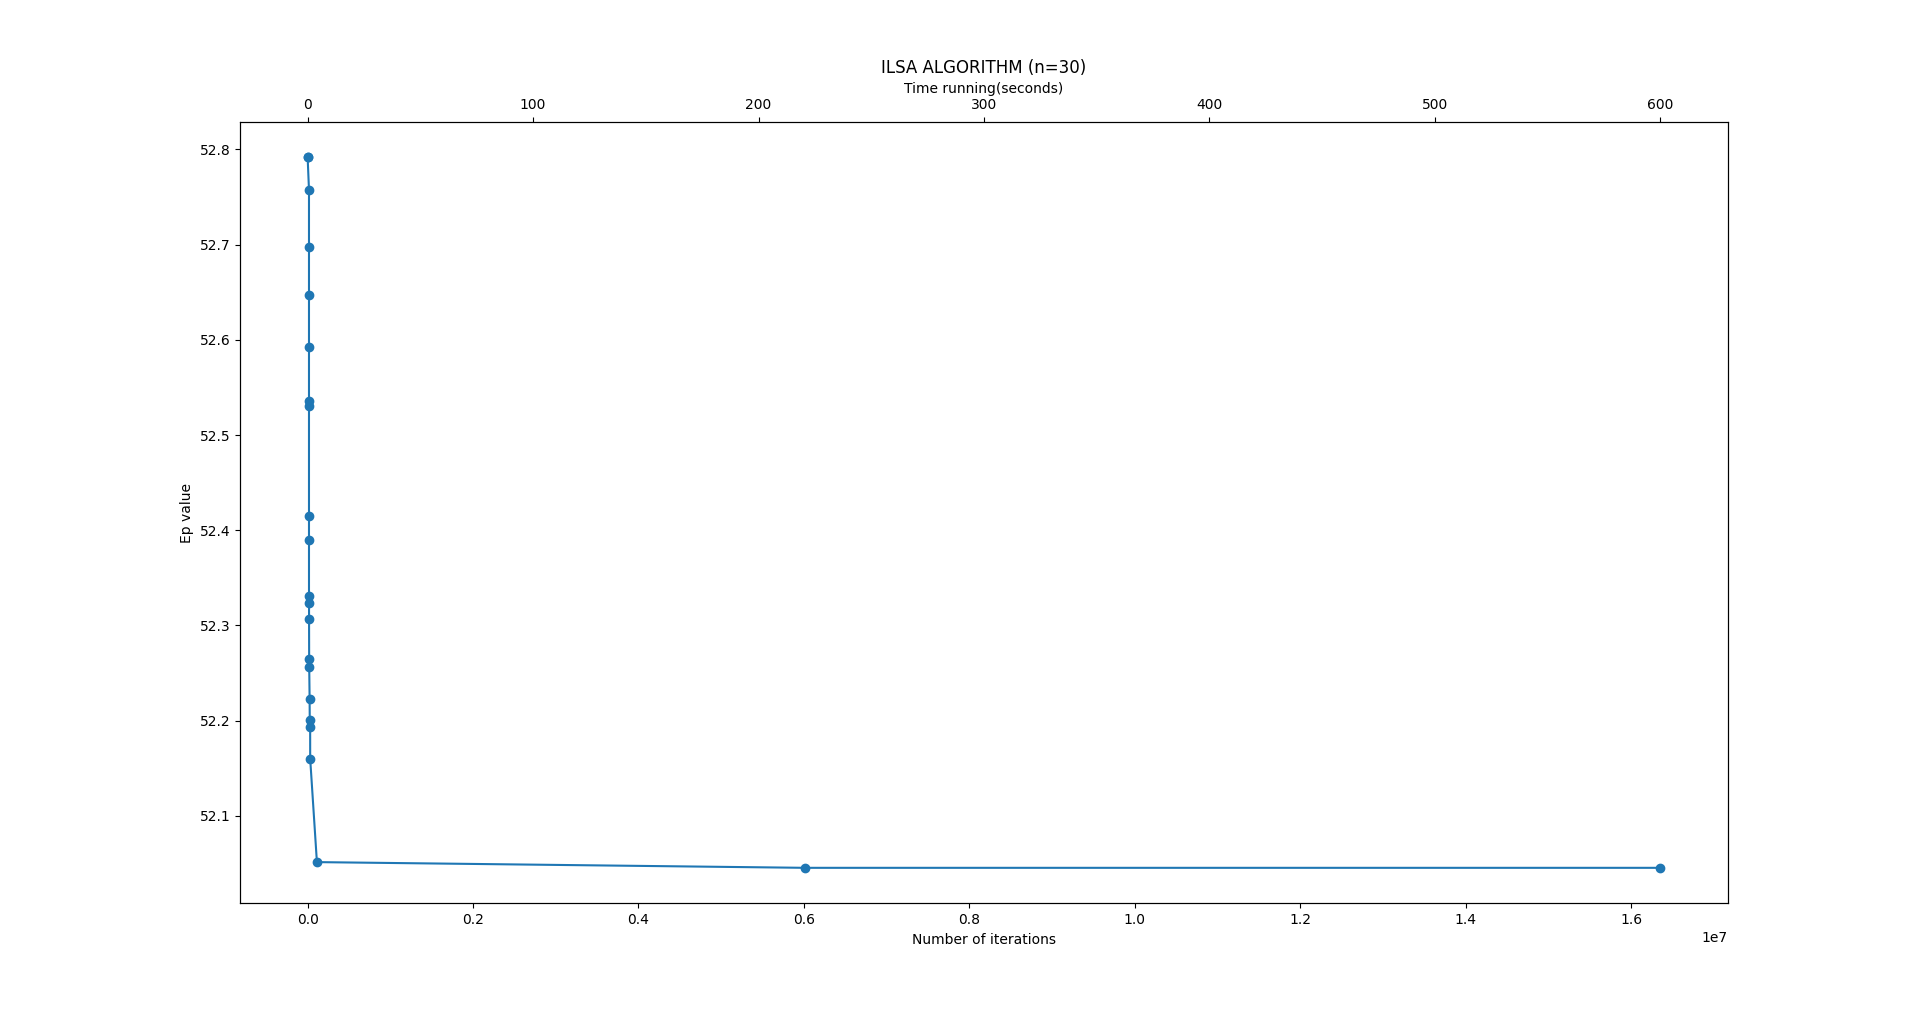 ILSA ALGORITHM (n=30)
Time running(seconds)
0 100 200 300 400 500 600
52.8
52.7
52.6
52.5
52.4
52.3
52.2
52.1
Ep value
0.0 0.2 0.4 0.6 0.8 1.0 1.2 1.4 1.6
Number of iterations
1e7